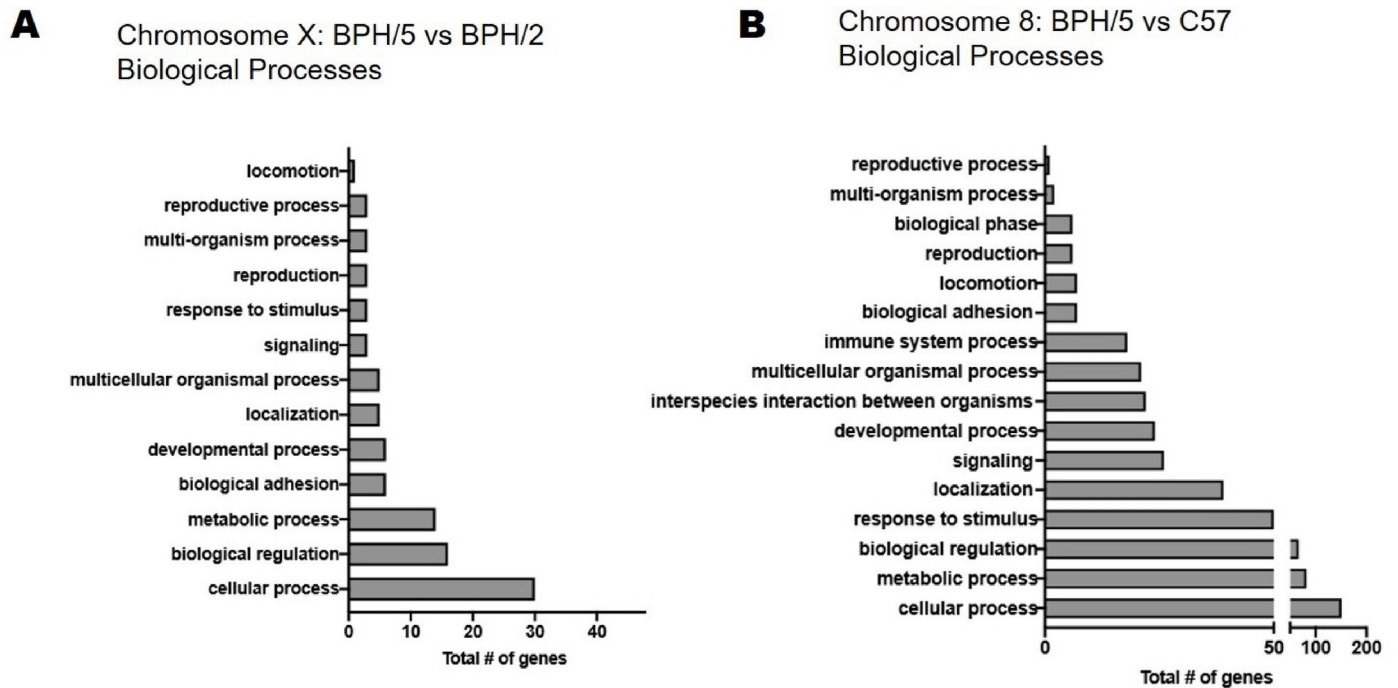 A
Chromosome X: BPH/5 vs BPH/2
Biological Processes
locomotion
reproductive process
multi-organism process
reproduction
response to stimulus
signaling
multicellular organismal process
localization
developmental process
biological adhesion
metabolic process
biological regulation
cellular process
0 10 20 30 40
Total # of genes
B
Chromosome 8: BPH/5 vs C57
Biological Processes
reproductive process
multi-organism process
biological phase
reproduction
locomotion
biological adhesion
immune system process
multicellular organismal process
interspecies interaction between organisms
developmental process
signaling
localization
response to stimulus
biological regulation
metabolic process
cellular process
0 50 100 200
Total # of genes